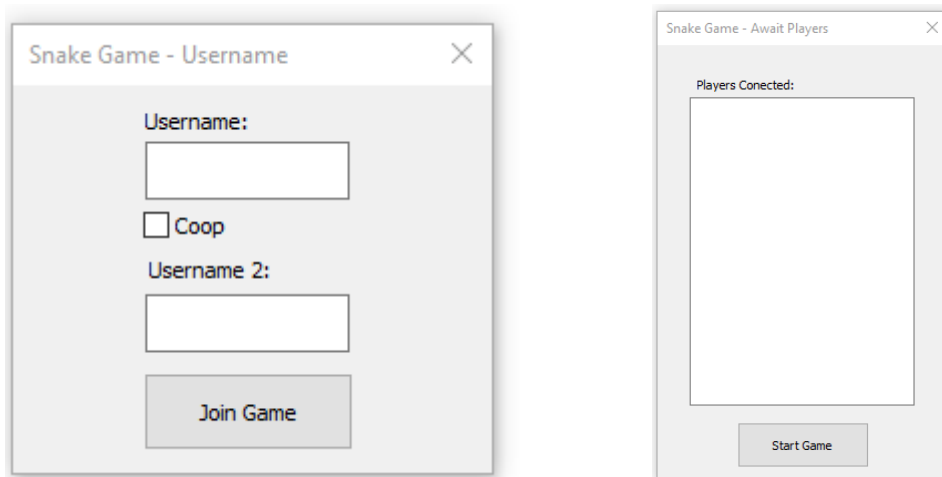 Snake Game - Username
Username:
Coop
Username 2:
Join Game
Snake Game - Await Players
Players Conected:
Start Game